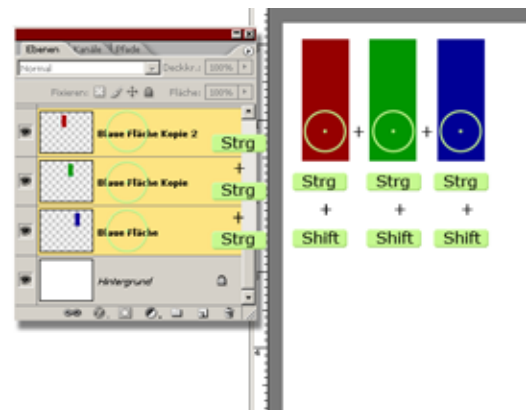 Ebenen Kanäle Pfade
Normal Deckkr.: 100%
Fixieren: Fläche: 100%
Blaue Fläche Kopie 2
Strg
+
Blaue Fläche Kopie
Strg
+
Blaue Fläche
Strg
Hintergrund
+ +
Strg Strg Strg
+ + +
Shift Shift Shift